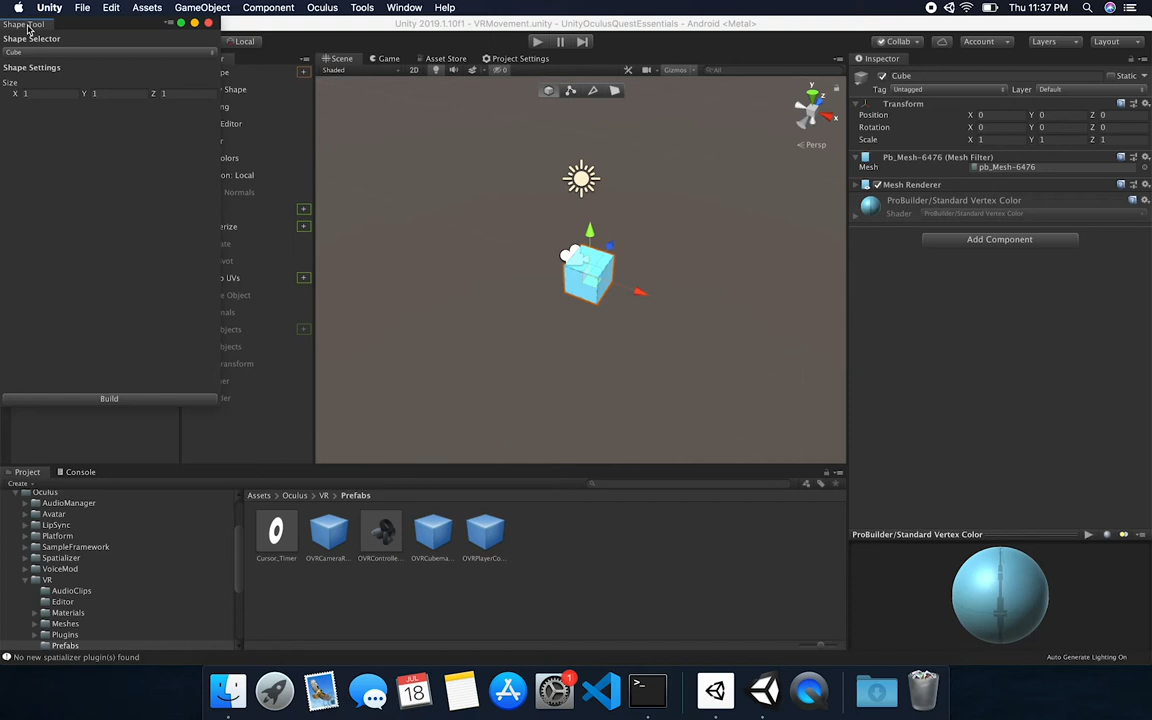 Unity File Edit Assets GameObject Component Oculus Tools Window Help Thu 11:37 PM
Shape Tool
Unity 2019.1.10f1 - VRMovement.unity - UnityOculusQuestEssentials - Android <Metal>
Shape Selector
Local Collab Account Layers Layout
Cube
Scene Game Asset Store Project Settings Inspector
Shape Settings
Shaded 2D 0 Gizmos All
Cube Static
Size
Tag Untagged Layer Default
X 1 Y 1 Z 1
Shape
Editor
Colors
on: Local
Normals
UVs
Object
Transform
Build
y
z
x
Persp
Transform
Position X 0 Y 0 Z 0
Rotation X 0 Y 0 Z 0
Scale X 1 Y 1 Z 1
Pb_Mesh-6476 (Mesh Filter)
Mesh pb_Mesh-6476
Mesh Renderer
ProBuilder/Standard Vertex Color
Shader ProBuilder/Standard Vertex Color
Add Component
Project Console
Create
Oculus
AudioManager
Avatar
LipSync
Platform
SampleFramework
Spatializer
VoiceMod
VR
AudioClips
Editor
Materials
Meshes
Plugins
Prefabs
Assets > Oculus > VR > Prefabs
Cursor_Timer OVRCameraR... OVRControlle... OVRCubema... OVRPlayerCo...
ProBuilder/Standard Vertex Color
No new spatializer plugin(s) found
Auto Generate Lighting On
JUL
18
1